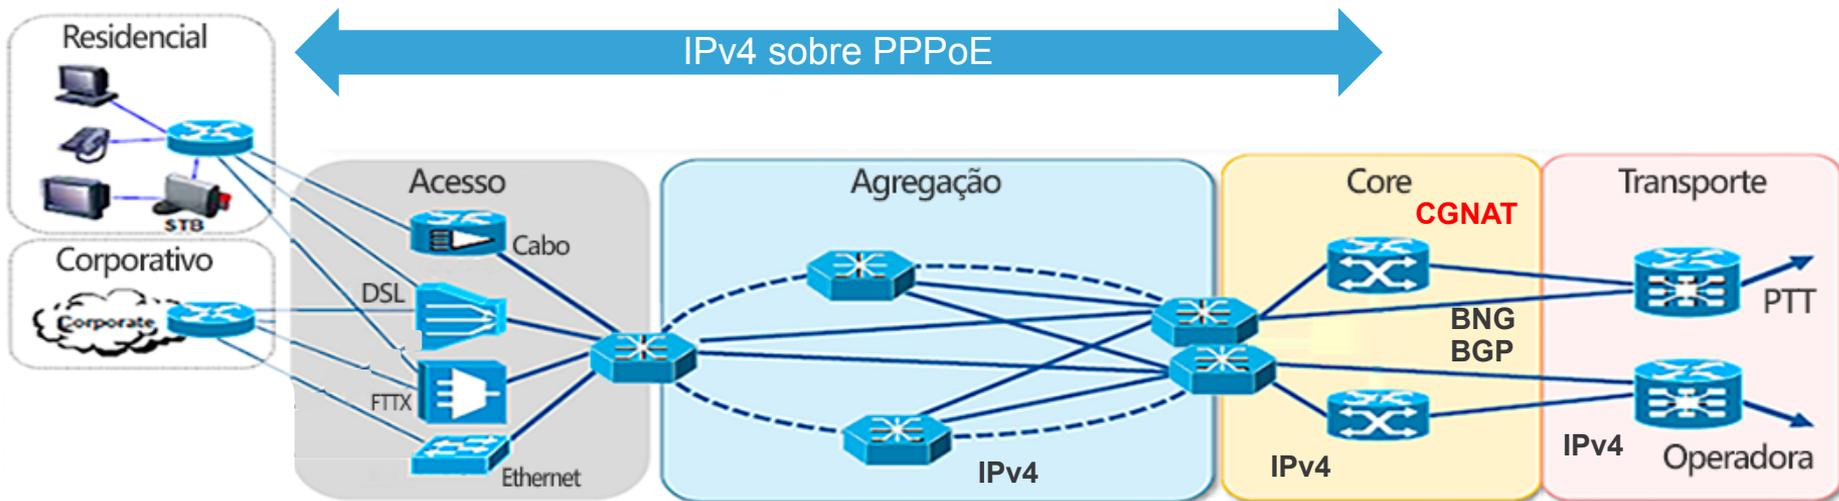 IPv4 sobre PPPoE
Residencial
STB
Corporativo
Corporate
Acesso
Cabo
DSL
FTTX
Ethernet
Agregação
IPv4
Core
CGNAT
BNG
BGP
IPv4
Transporte
PTT
IPv4
Operadora